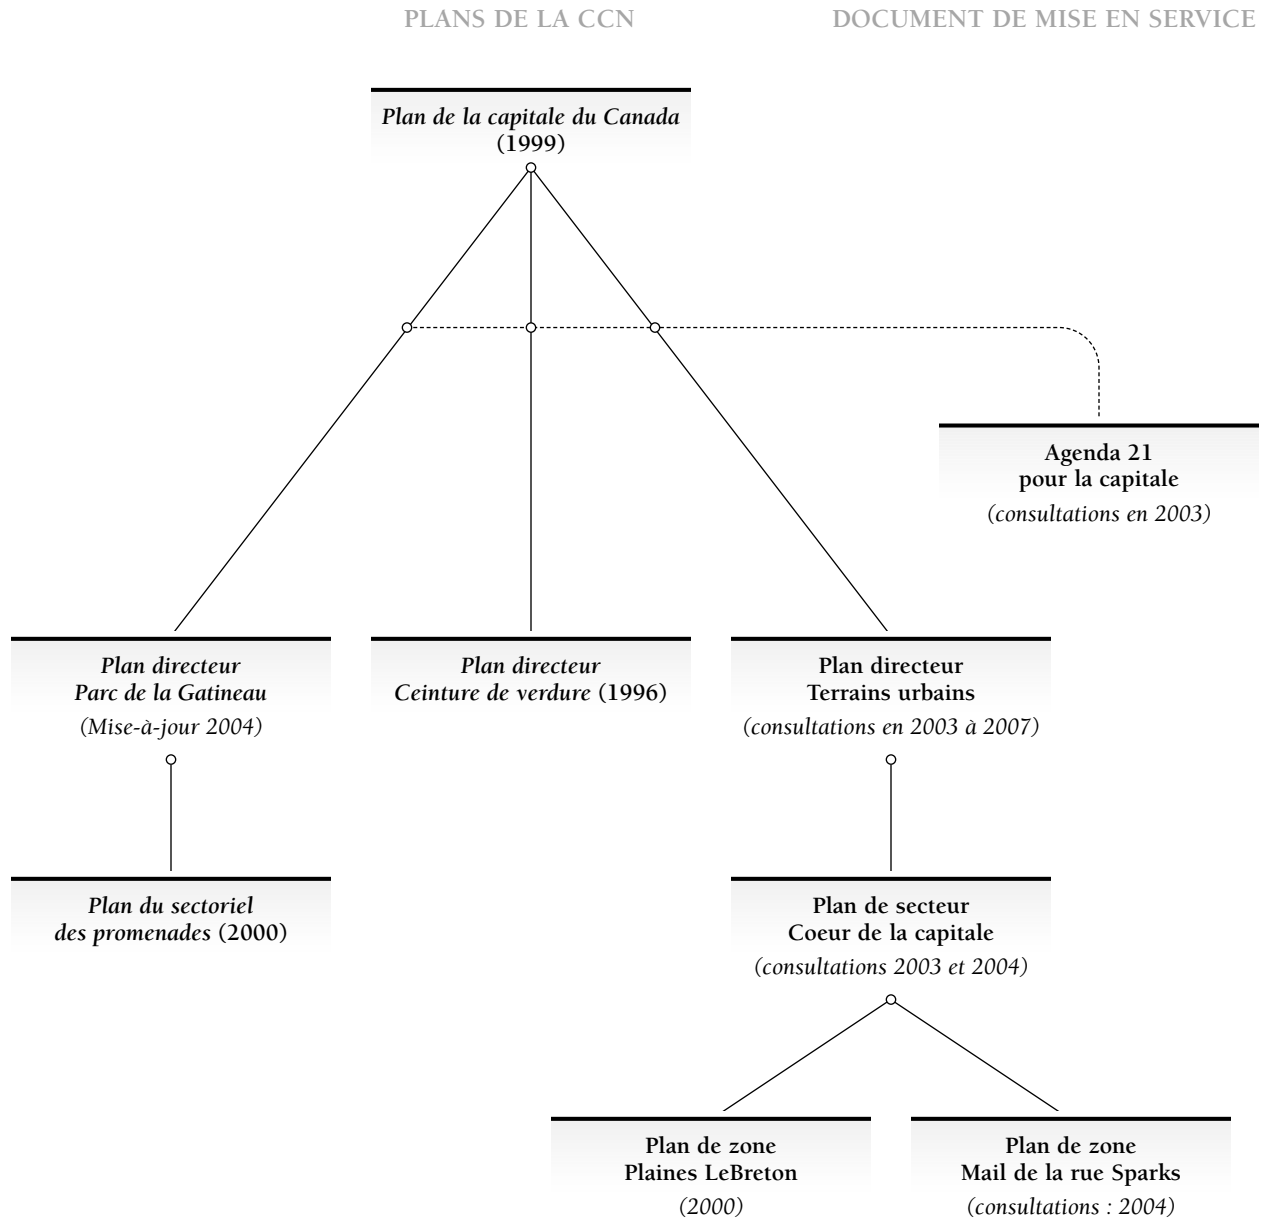 PLANS DE LA CCN
DOCUMENT DE MISE EN SERVICE
Plan de la capitale du Canada
(1999)
Agenda 21
pour la capitale
(consultations en 2003)
Plan directeur
Parc de la Gatineau
(Mise-à-jour 2004)
Plan directeur
Ceinture de verdure (1996)
Plan directeur
Terrains urbains
(consultations en 2003 à 2007)
Plan du sectoriel
des promenades (2000)
Plan de secteur
Coeur de la capitale
(consultations 2003 et 2004)
Plan de zone
Plaines LeBreton
(2000)
Plan de zone
Mail de la rue Sparks
(consultations : 2004)